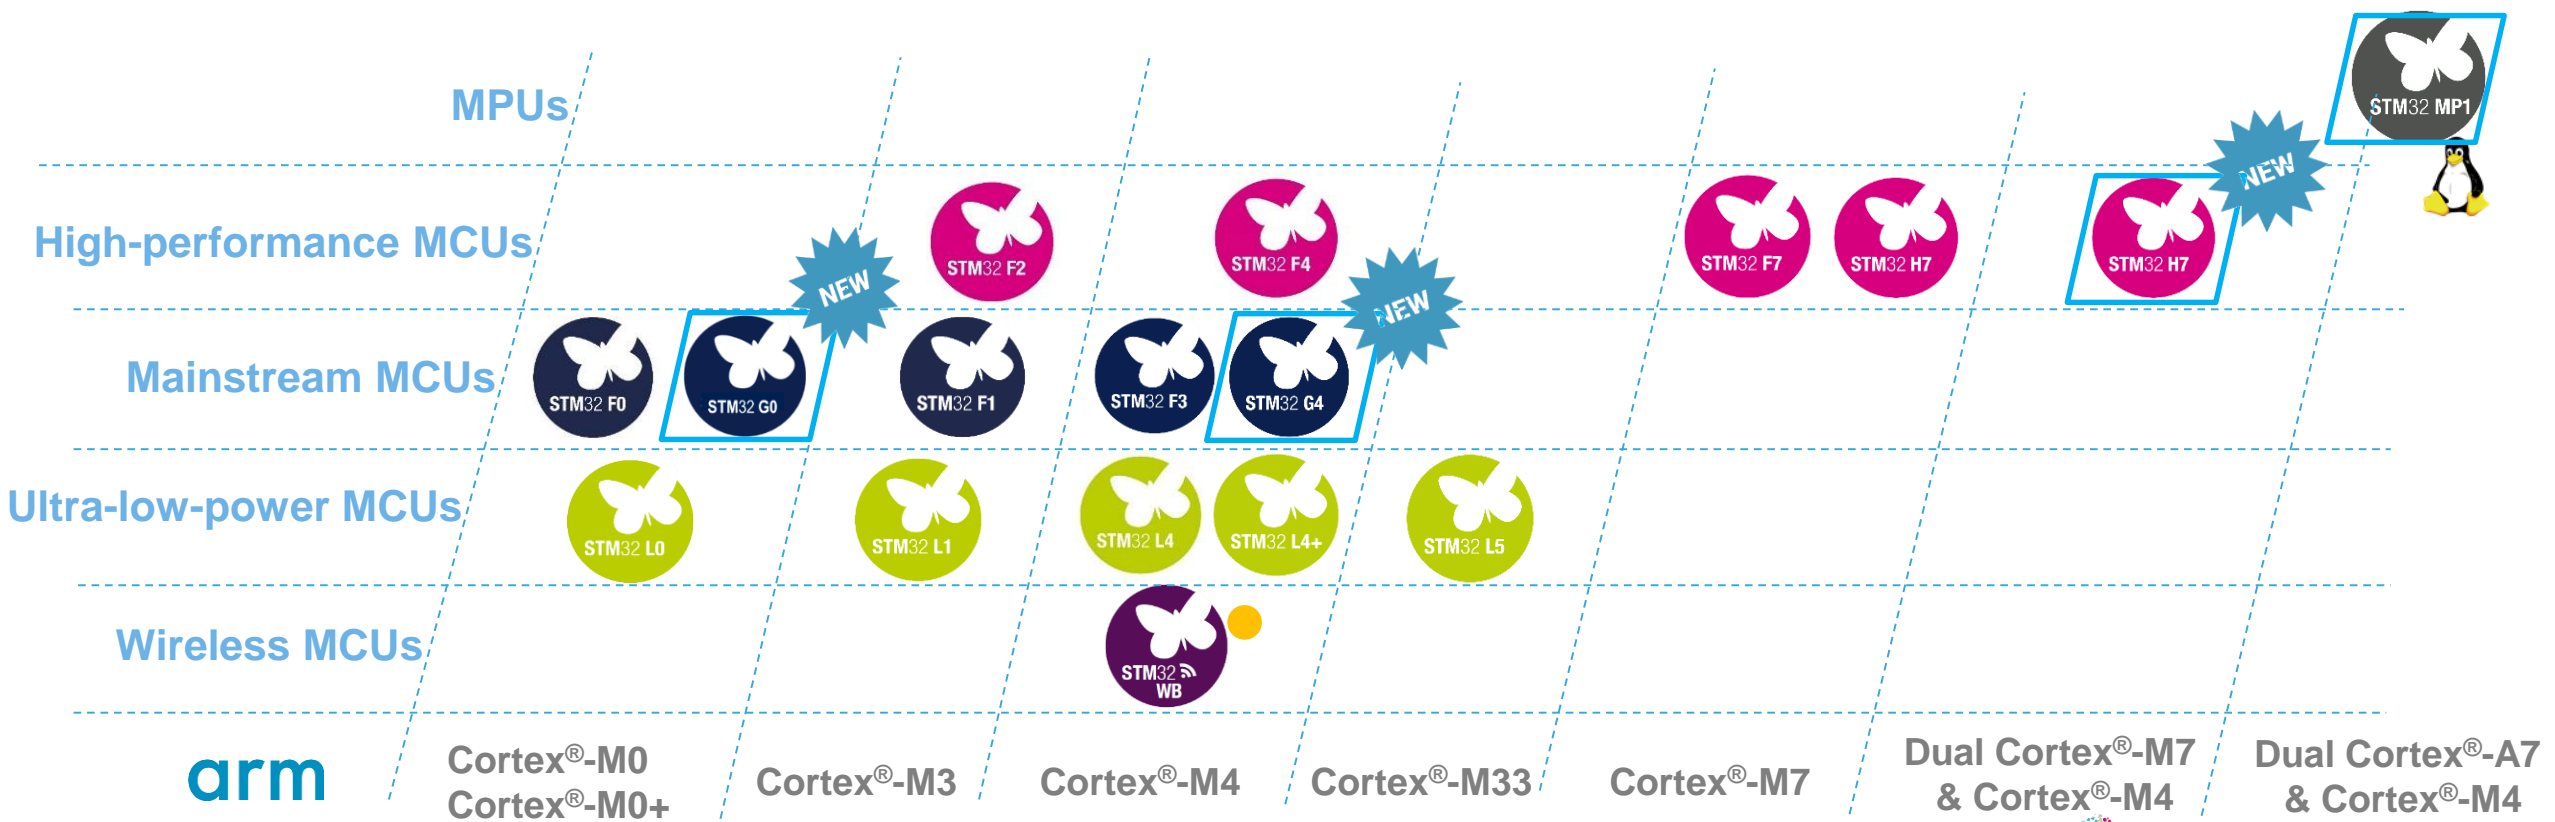 MPUs
STM32 MP1
NEW
High-performance MCUs
STM32 F2
STM32 F4
STM32 F7
STM32 H7
STM32 H7
NEW
NEW
Mainstream MCUs
STM32 F0
STM32 G0
STM32 F1
STM32 F3
STM32 G4
Ultra-low-power MCUs
STM32 L0
STM32 L1
STM32 L4
STM32 L4+
STM32 L5
Wireless MCUs
STM32
WB
arm
Cortex®-M0
Cortex®-M0+
Cortex®-M3
Cortex®-M4
Cortex®-M33
Cortex®-M7
Dual Cortex®-M7
& Cortex®-M4
Dual Cortex®-A7
& Cortex®-M4